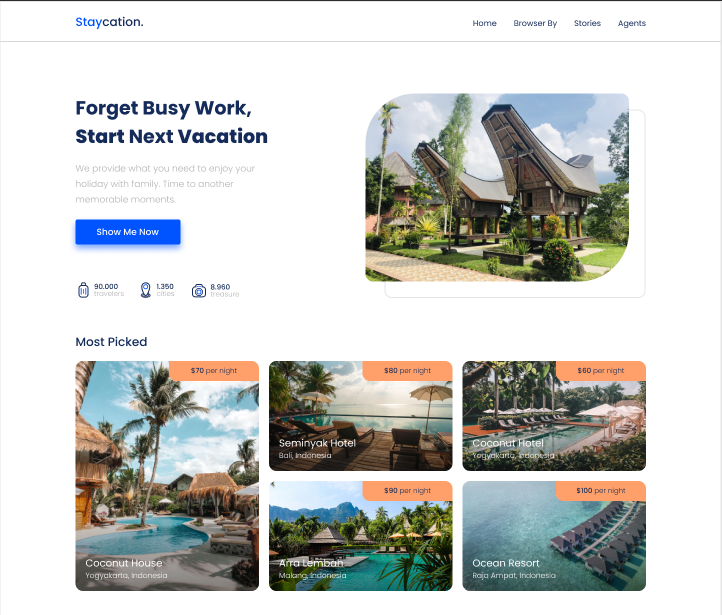 Staycation.
Home Browser By Stories Agents
Forget Busy Work,
Start Next Vacation
We provide what you need to enjoy your
holiday with family. Time to another
memorable moments.
Show Me Now
90.000
travelers
1.350
cities
8.960
treasure
Most Picked
$70 per night
Coconut House
Yogyakarta, Indonesia
$80 per night
Seminyak Hotel
Bali, Indonesia
$60 per night
Coconut Hotel
Yogyakarta, Indonesia
$90 per night
Arra Lembah
Malang, Indonesia
$100 per night
Ocean Resort
Raja Ampat, Indonesia